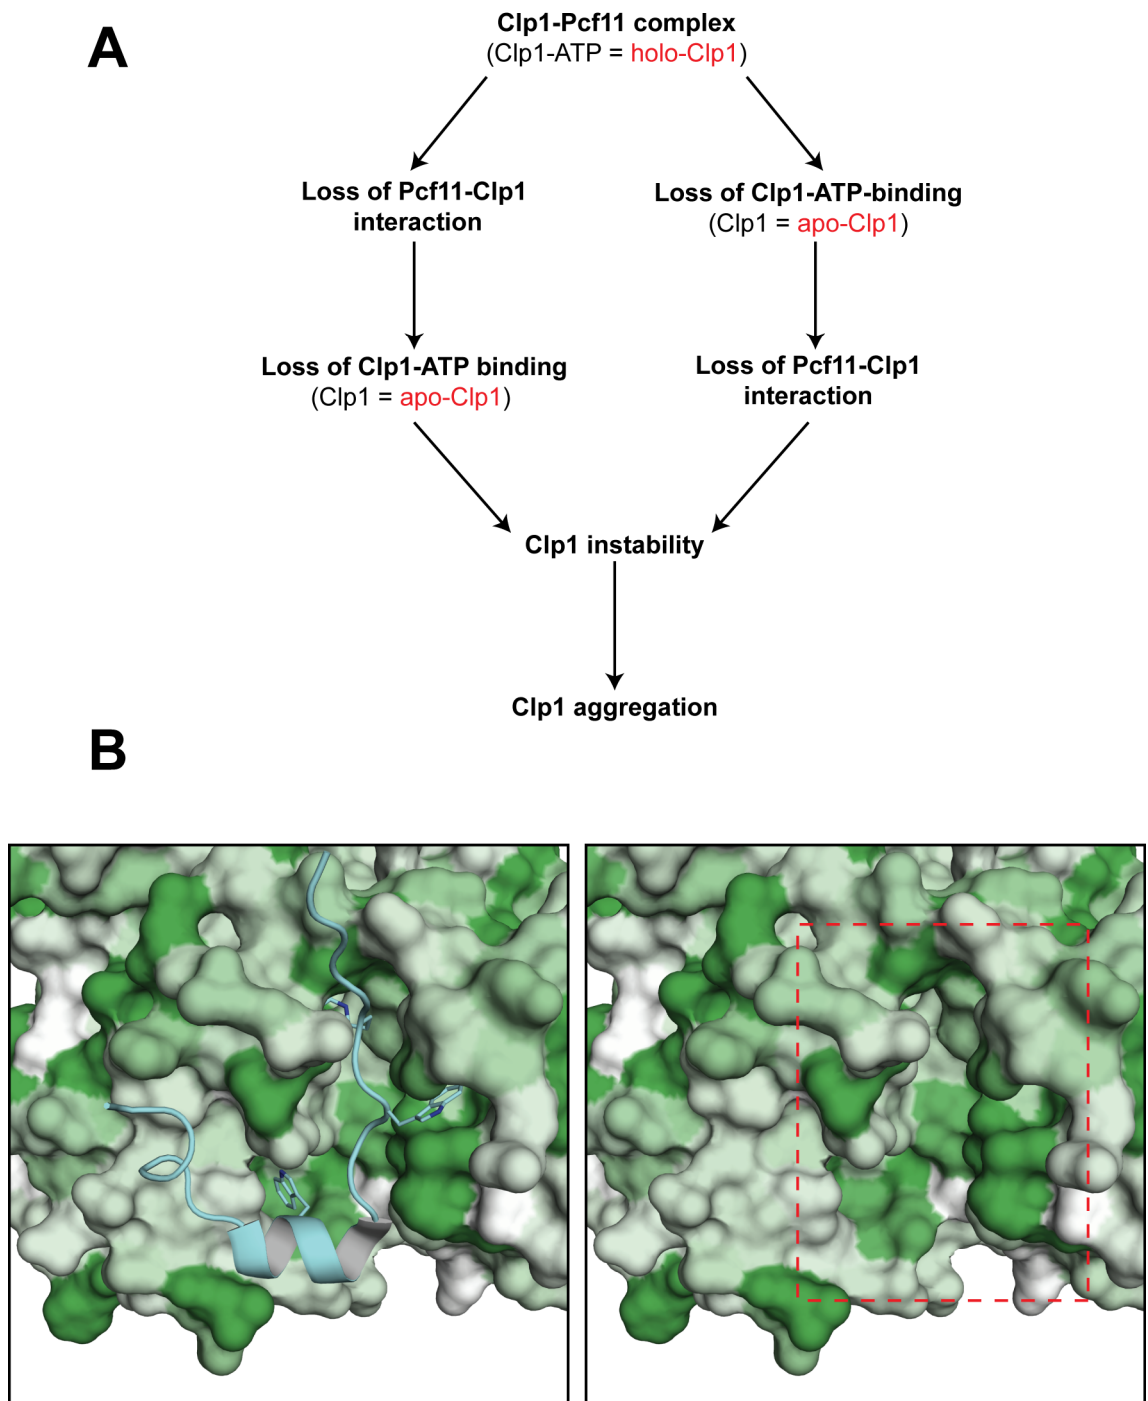 A
Clp1-Pcf11 complex
(Clp1-ATP = holo-Clp1)
Loss of Pcf11-Clp1
interaction
Loss of Clp1-ATP-binding
(Clp1 = apo-Clp1)
Loss of Clp1-ATP binding
(Clp1 = apo-Clp1)
Loss of Pcf11-Clp1
interaction
Clp1 instability
Clp1 aggregation
B